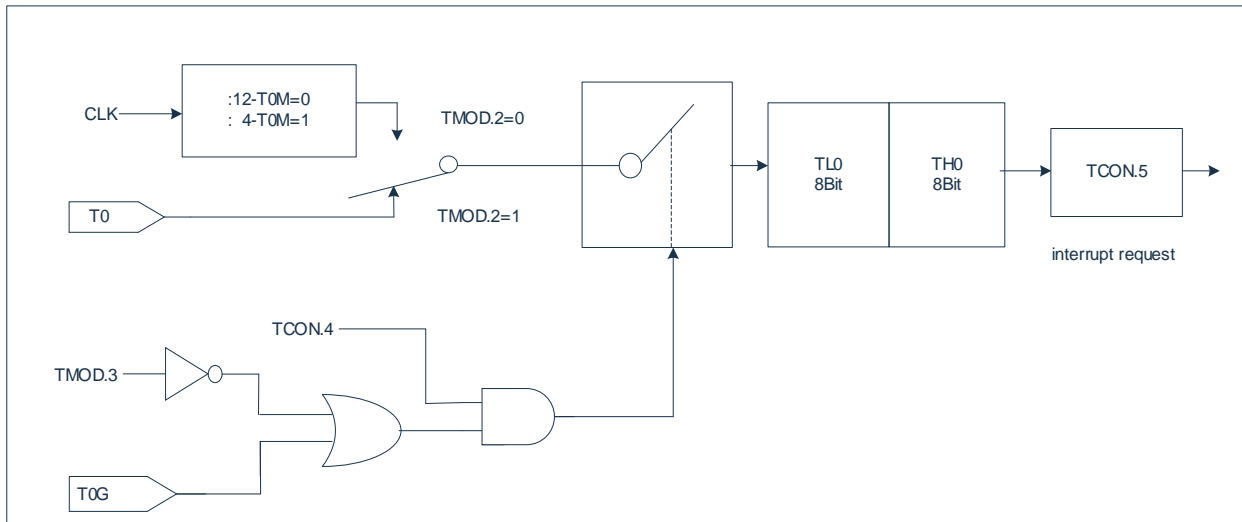 :12-T0M=0
: 4-T0M=1
CLK
TMOD.2=0
T0
TMOD.2=1
TL0
8Bit
TH0
8Bit
TCON.5
interrupt request
TCON.4
TMOD.3
T0G